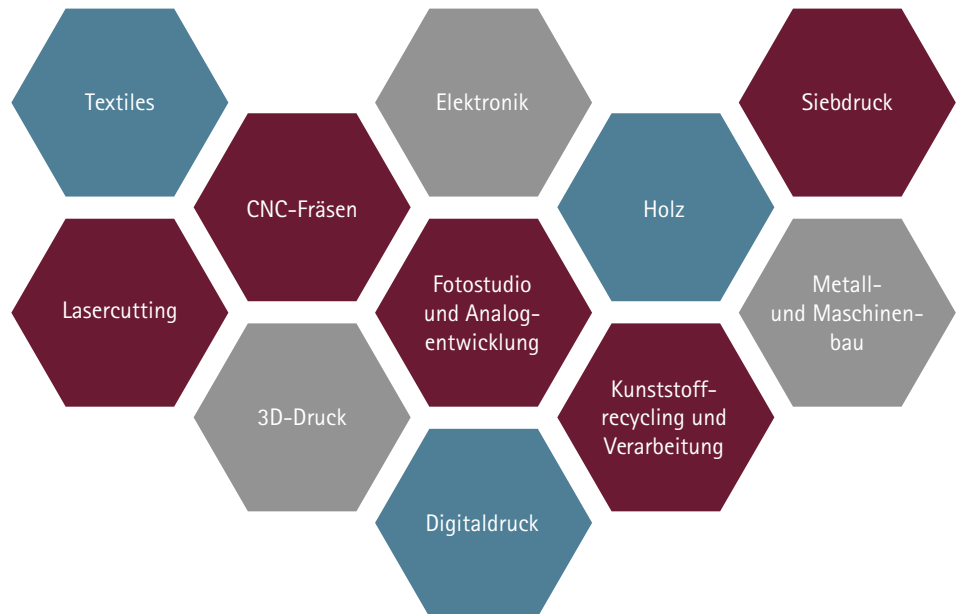 Textiles
Elektronik
Siebdruck
CNC-Fräsen
Holz
Lasercutting
Fotostudio
und Analog-
entwicklung
Metall-
und Maschinen-
bau
3D-Druck
Kunststoff-
recycling und
Verarbeitung
Digitaldruck